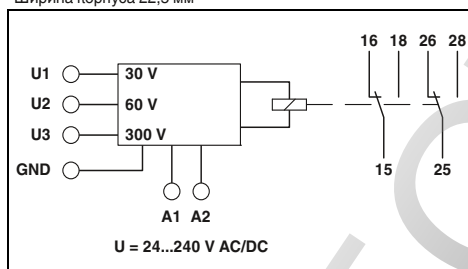 Ширина корпуса 22,5 мм
16 18 26 28
U1 30 V
U2 60 V
U3 300 V
GND
15 25
A1 A2
U = 24...240 V AC/DC